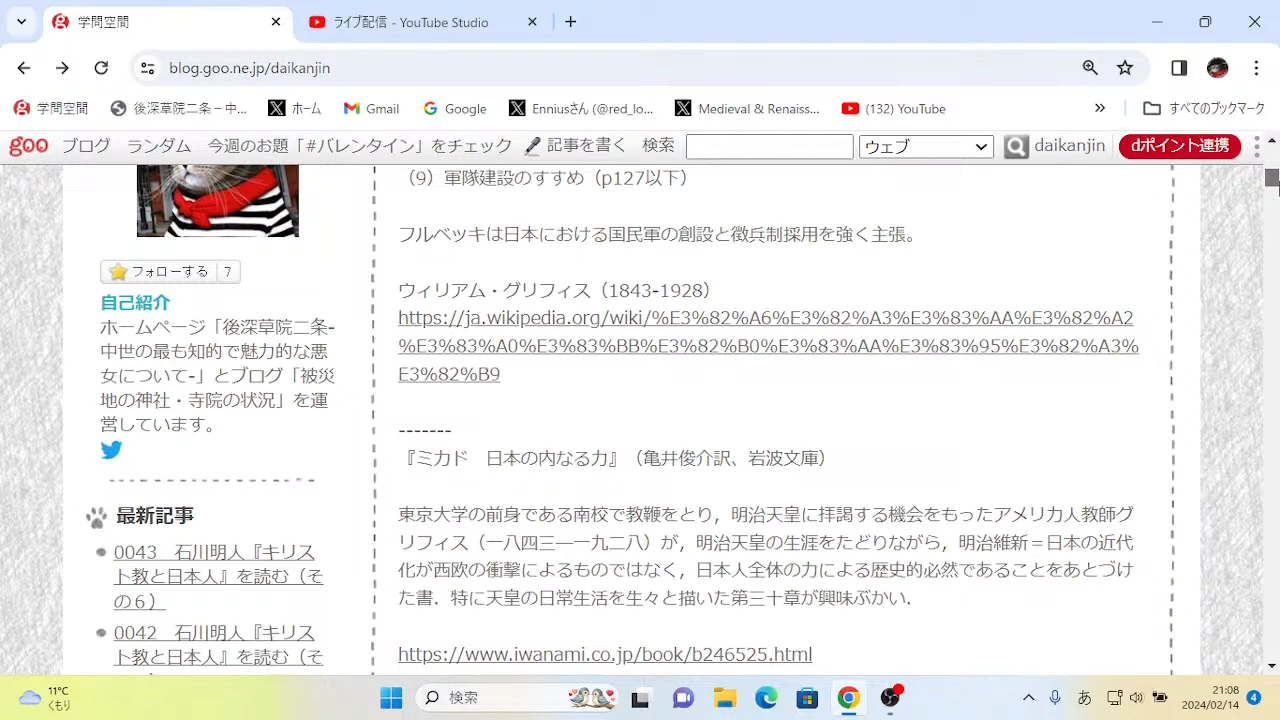 学問空間
ライブ配信 - YouTube Studio
blog.goo.ne.jp/daikanjin
学問空間
後深草院二条 – 中...
ホーム
Gmail
Google
Enniusさん (@red_lo...
Medieval & Renaiss...
(132) YouTube
すべてのブックマーク
goo ブログ ランダム 今週のお題「#バレンタイン」をチェック 記事を書く 検索 ウェブ daikanjin dポイント連携
フォローする 7
自己紹介
ホームページ「後深草院二条-
中世の最も知的で魅力的な悪
女について-」とブログ「被災
地の神社・寺院の状況」を運
営しています。
最新記事
0043 石川明人『キリス
ト教と日本人』を読む（そ
の６）
0042 石川明人『キリス
ト教と日本人』を読む（そ
（9）軍隊建設のすすめ（p127以下）
フルベッキは日本における国民軍の創設と徴兵制採用を強く主張。
ウィリアム・グリフィス（1843-1928）
https://ja.wikipedia.org/wiki/%E3%82%A6%E3%82%A3%E3%83%AA%E3%82%A2
%E3%83%A0%E3%83%BB%E3%82%B0%E3%83%AA%E3%83%95%E3%82%A3%
E3%82%B9
-------
『ミカド 日本の内なる力』（亀井俊介訳、岩波文庫）
東京大学の前身である南校で教鞭をとり，明治天皇に拝謁する機会をもったアメリカ人教師グ
リフィス（一八四三―一九二八）が，明治天皇の生涯をたどりながら，明治維新＝日本の近代
化が西欧の衝撃によるものではなく，日本人全体の力による歴史的必然であることをあとづけ
た書．特に天皇の日常生活を生々と描いた第三十章が興味ぶかい．
https://www.iwanami.co.jp/book/b246525.html
11°C
くもり
検索
あ
21:08
2024/02/14
4